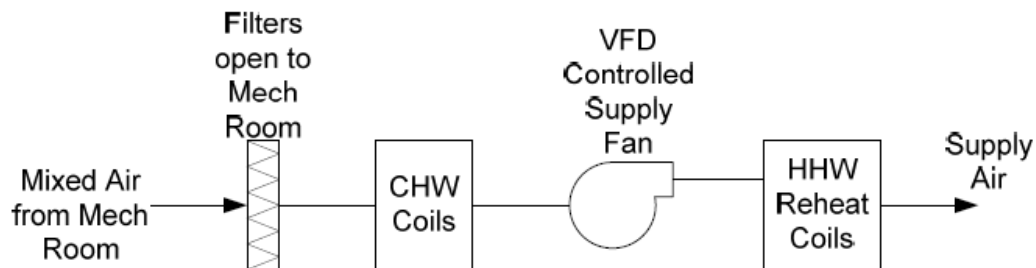 Mixed Air
from Mech
Room
Filters
open to
Mech
Room
CHW
Coils
VFD
Controlled
Supply
Fan
HHW
Reheat
Coils
Supply
Air